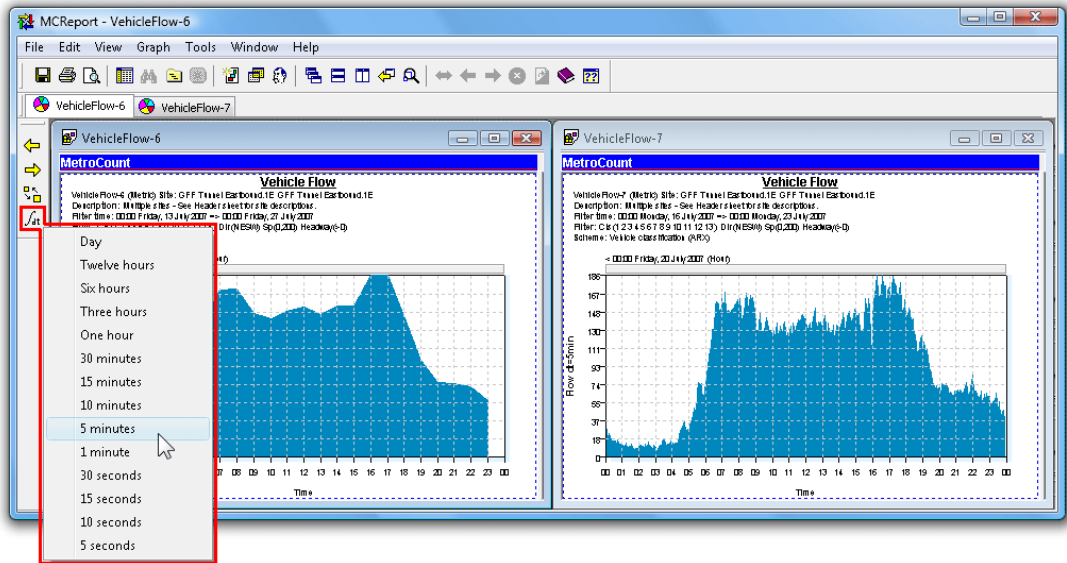 MCReport - VehicleFlow-6
File Edit View Graph Tools Window Help
VehicleFlow-6 VehicleFlow-7
VehicleFlow-6
MetroCount
Vehicle Flow
VehicleFlow-6 (Metric) Site: GFF Tunnel Eastbound.1E GFF Tunnel Eastbound.1E
Description: Multiple sites - See Header sheet for site descriptions.
Filter time: 00:00 Friday, 13 July 2007 => 00:00 Friday, 27 July 2007
Dir(NESW) Sp(0,200) Headway(>0)
07 08 09 10 11 12 13 14 15 16 17 18 19 20 21 22 23 00
Time
VehicleFlow-7
MetroCount
Vehicle Flow
VehicleFlow-7 (Metric) Site: GFF Tunnel Eastbound.1E GFF Tunnel Eastbound.1E
Description: Multiple sites - See Header sheet for site descriptions.
Filter time: 00:00 Monday, 16 July 2007 => 00:00 Monday, 23 July 2007
Filter: Cls(1 2 3 4 5 6 7 8 9 10 11 12 13) Dir(NESW) Sp(0,200) Headway(>0)
Scheme: Vehicle classification (ARX)
< 00:00 Friday, 20 July 2007 (Hour)
186
167
148
130
111
93
74
56
37
18
0
Flow dt=5min
00 01 02 03 04 05 06 07 08 09 10 11 12 13 14 15 16 17 18 19 20 21 22 23 00
Time
∫dt
Day
Twelve hours
Six hours
Three hours
One hour
30 minutes
15 minutes
10 minutes
5 minutes
1 minute
30 seconds
15 seconds
10 seconds
5 seconds